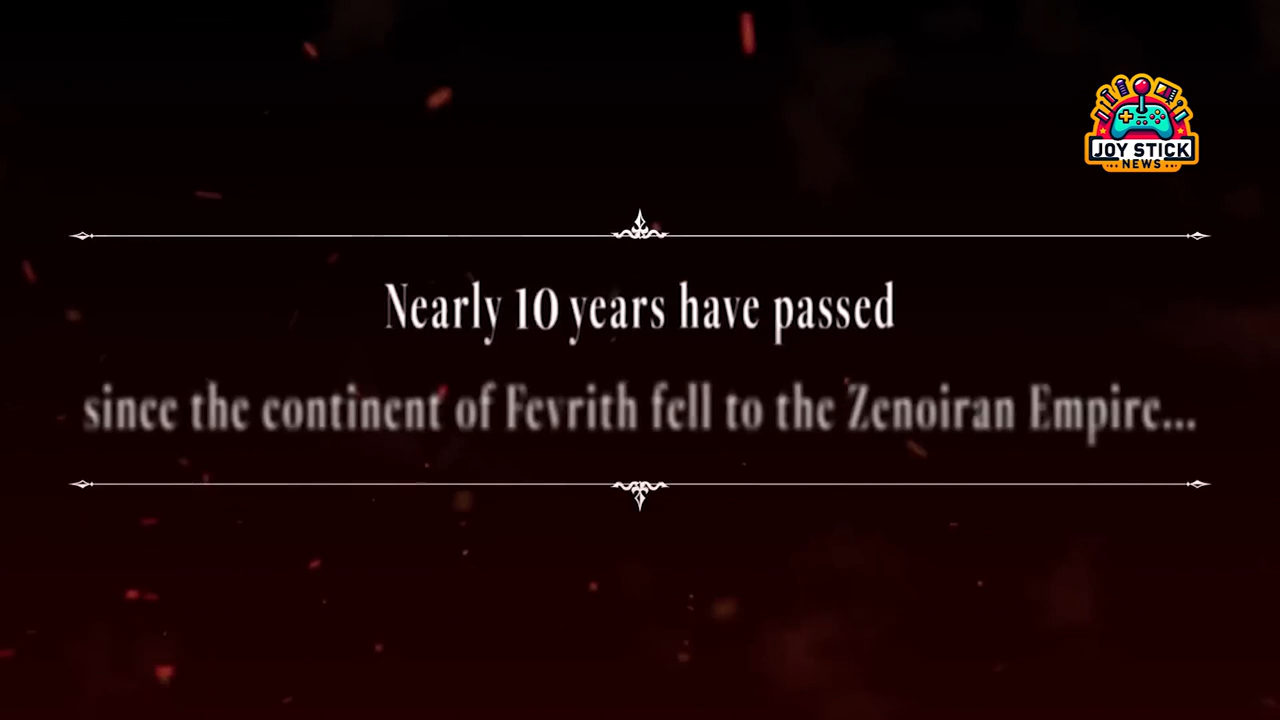 JOY STICK
NEWS
Nearly 10 years have passed
since the continent of Fevrith fell to the Zenoiran Empire...